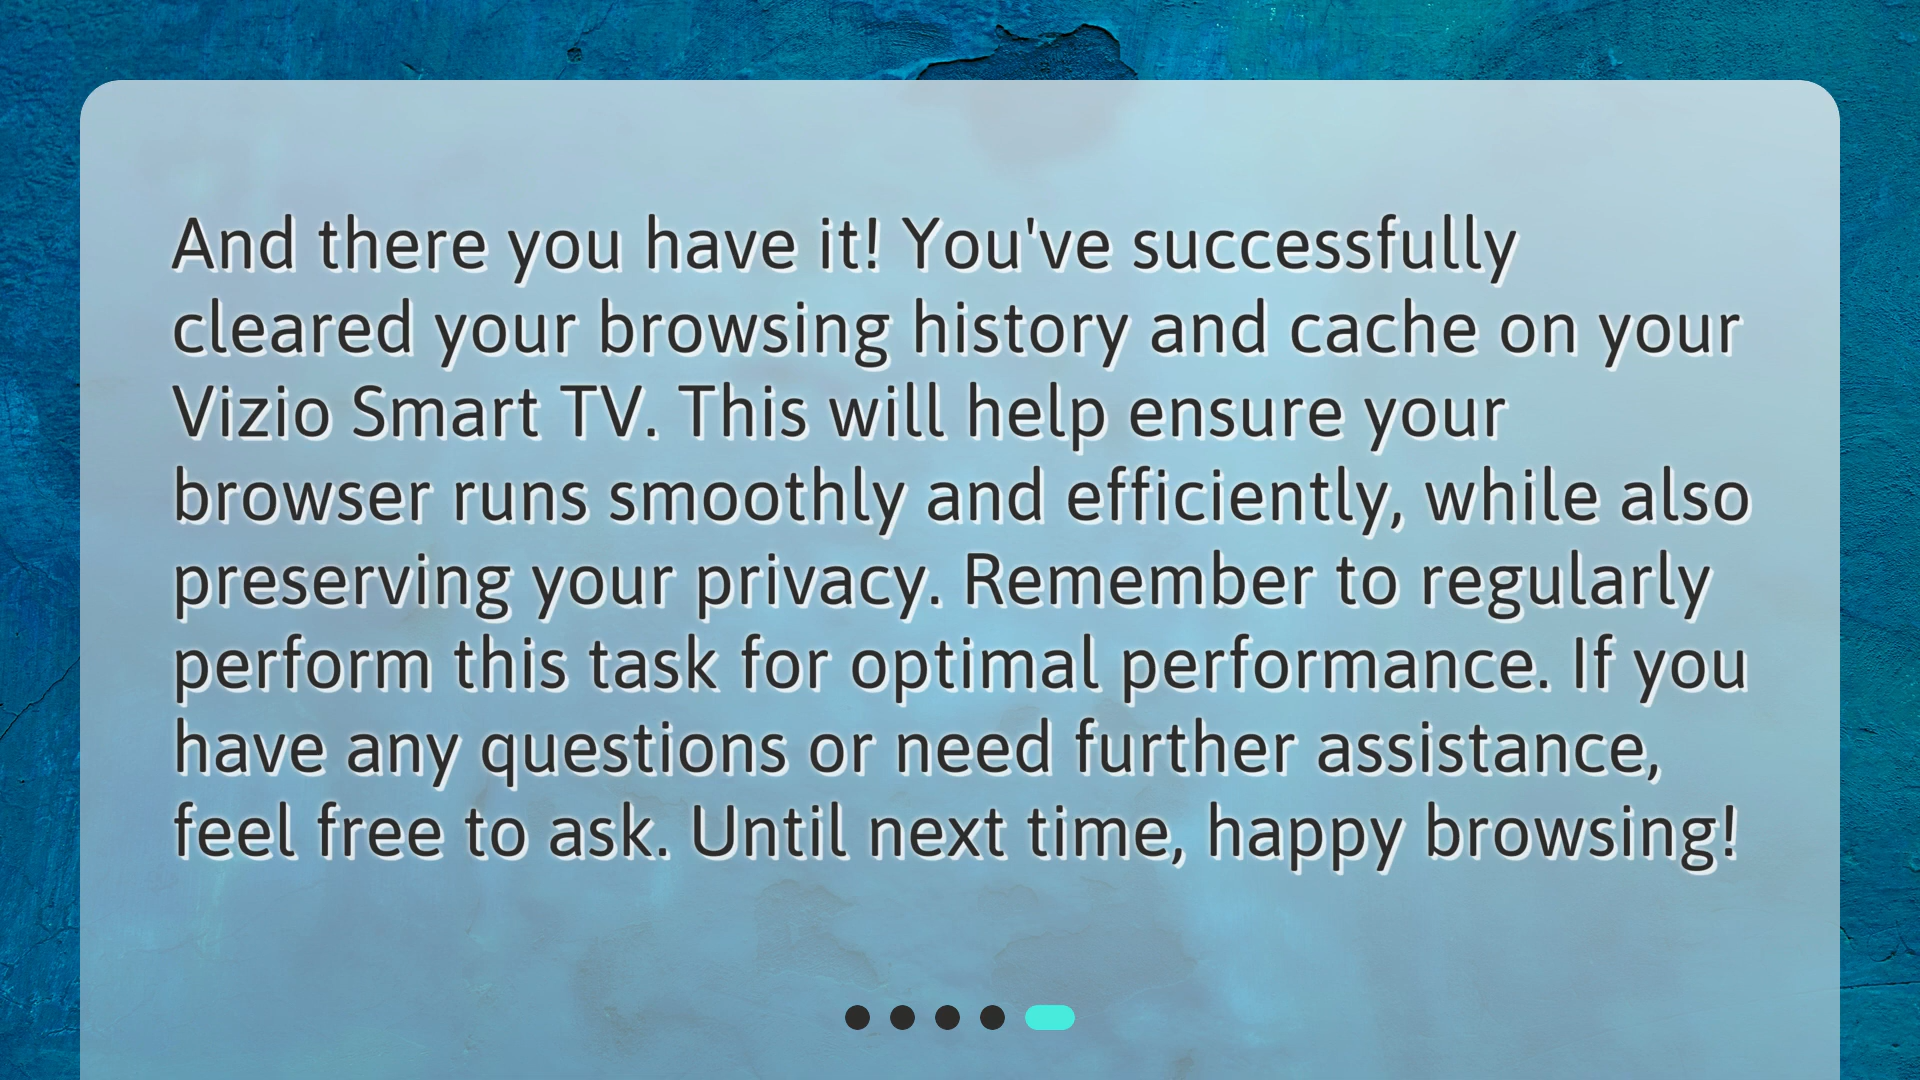 And there you have it! You've successfully
cleared your browsing history and cache on your
Vizio Smart TV. This will help ensure your
browser runs smoothly and efficiently, while also
preserving your privacy. Remember to regularly
perform this task for optimal performance. If you
have any questions or need further assistance,
feel free to ask. Until next time, happy browsing!